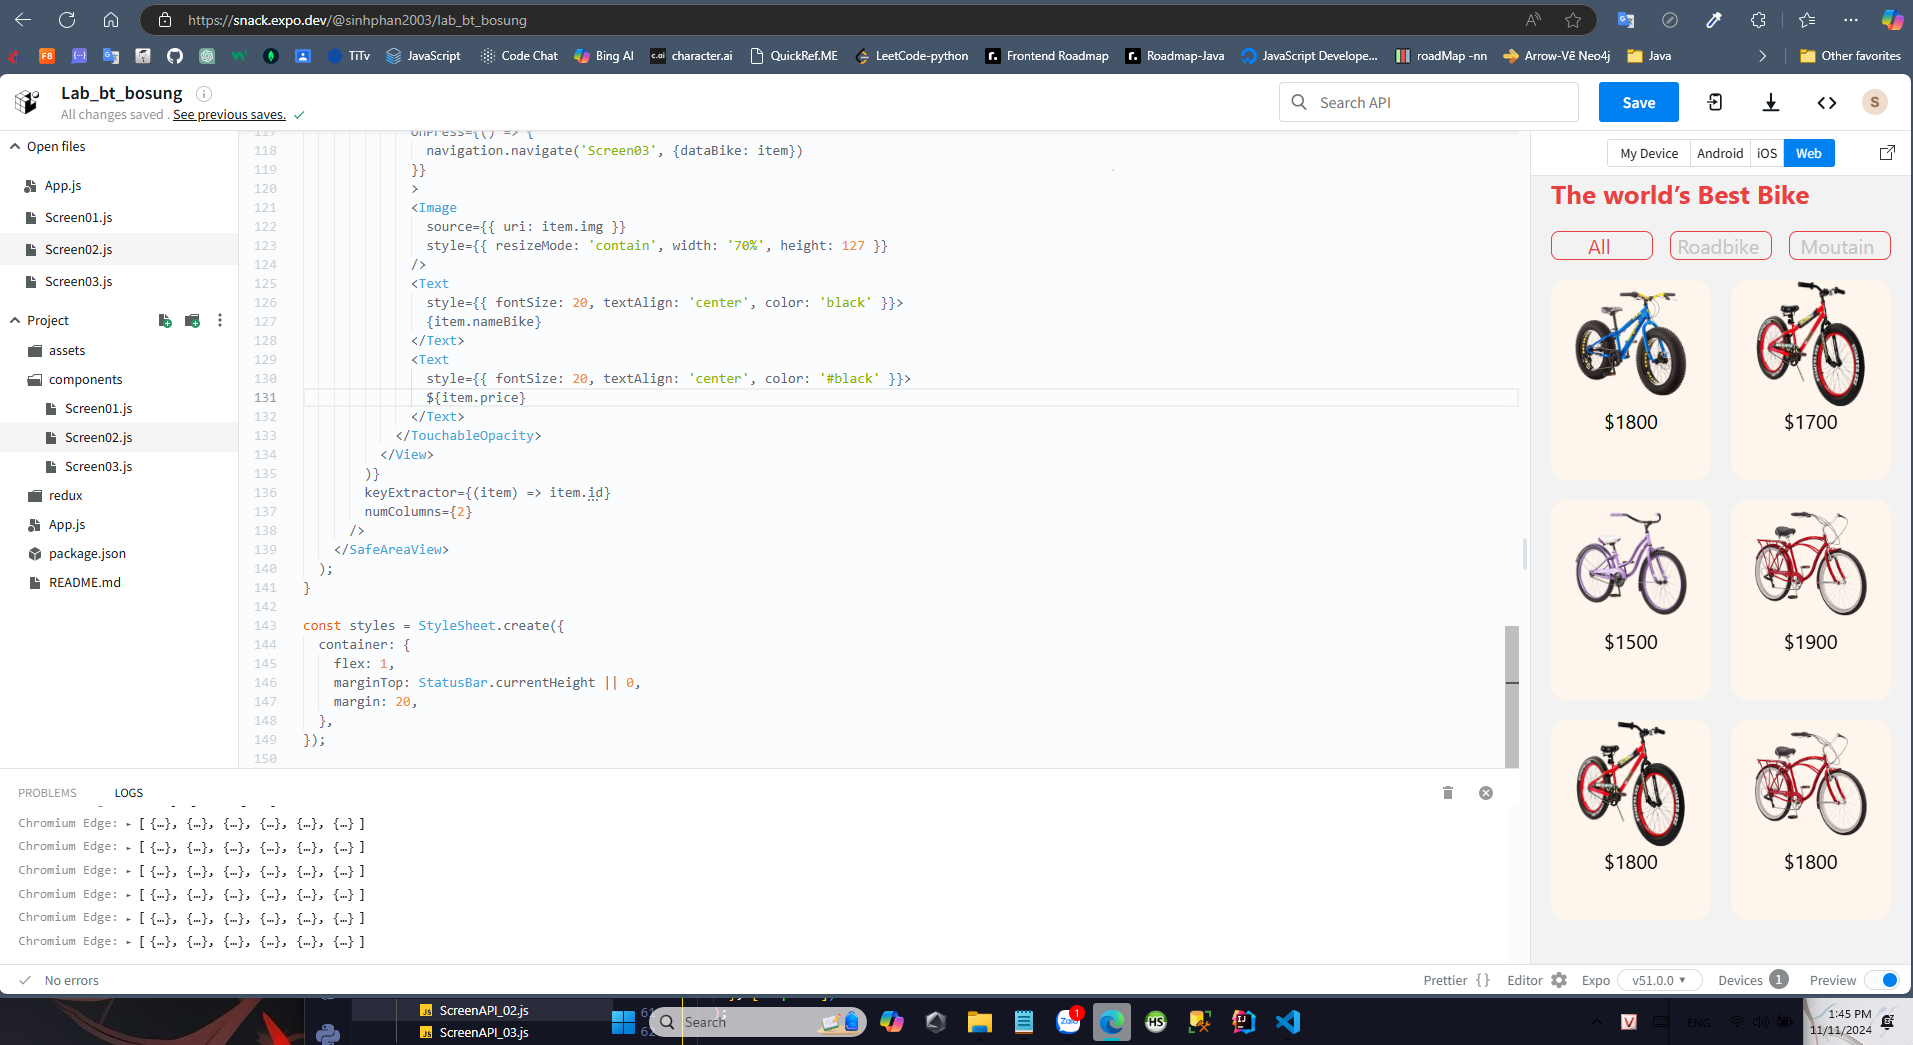 https://snack.expo.dev/@sinhphan2003/lab_bt_bosung
TiTv
JavaScript
Code Chat
Bing AI
c.ai
character.ai
QuickRef.ME
LeetCode-python
Frontend Roadmap
Roadmap-Java
JavaScript Develope...
roadMap -nn
Arrow-Vẽ Neo4j
Java
Other favorites
Lab_bt_bosung
All changes saved . See previous saves.
Search API
Save
S
Open files
App.js
Screen01.js
Screen02.js
Screen03.js
Project
assets
components
Screen01.js
Screen02.js
Screen03.js
redux
App.js
package.json
README.md
117 onPress={() => {
118 navigation.navigate('Screen03', {dataBike: item})
119 }}
120 >
121 <Image
122 source={{ uri: item.img }}
123 style={{ resizeMode: 'contain', width: '70%', height: 127 }}
124 />
125 <Text
126 style={{ fontSize: 20, textAlign: 'center', color: 'black' }}>
127 {item.nameBike}
128 </Text>
129 <Text
130 style={{ fontSize: 20, textAlign: 'center', color: '#black' }}>
131 ${item.price}
132 </Text>
133 </TouchableOpacity>
134 </View>
135 )}
136 keyExtractor={(item) => item.id}
137 numColumns={2}
138 />
139 </SafeAreaView>
140 );
141 }
142
143 const styles = StyleSheet.create({
144 container: {
145 flex: 1,
146 marginTop: StatusBar.currentHeight || 0,
147 margin: 20,
148 },
149 });
150
My Device
Android
iOS
Web
The world's Best Bike
All
Roadbike
Moutain
$1800
$1700
$1500
$1900
$1800
$1800
PROBLEMS
LOGS
Chromium Edge: ▸ [ {…}, {…}, {…}, {…}, {…}, {…} ]
Chromium Edge: ▸ [ {…}, {…}, {…}, {…}, {…}, {…} ]
Chromium Edge: ▸ [ {…}, {…}, {…}, {…}, {…}, {…} ]
Chromium Edge: ▸ [ {…}, {…}, {…}, {…}, {…}, {…} ]
Chromium Edge: ▸ [ {…}, {…}, {…}, {…}, {…}, {…} ]
Chromium Edge: ▸ [ {…}, {…}, {…}, {…}, {…}, {…} ]
No errors
Prettier { }
Editor
Expo
v51.0.0
Devices
1
Preview
JS ScreenAPI_02.js
JS ScreenAPI_03.js
61
62
Search
Zalo
1
HS
V
ENG
1:45 PM
11/11/2024